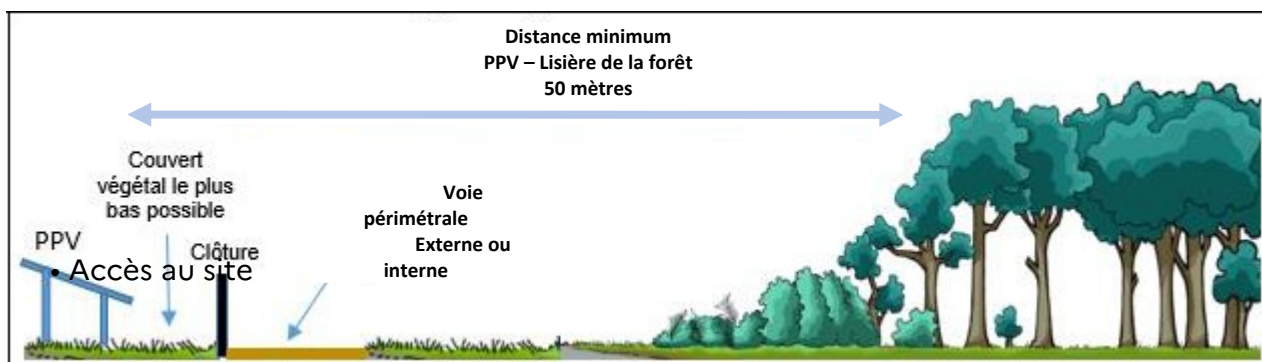 Distance minimum
PPV – Lisière de la forêt
50 mètres
Couvert
végétal le plus
bas possible
Voie
périmétrale
Externe ou
interne
PPV
Clôture
• Accès au site